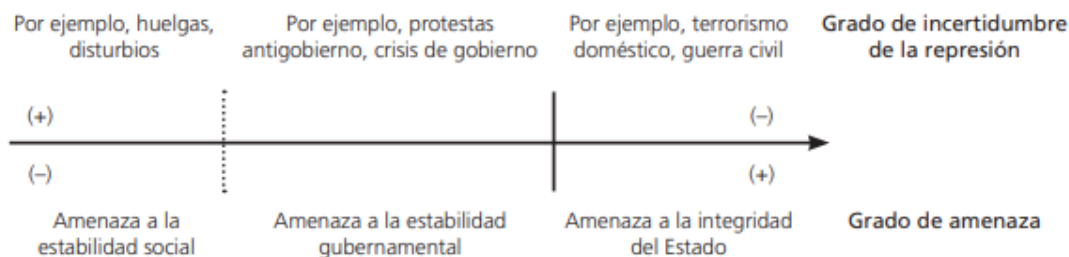 Por ejemplo, huelgas,
disturbios
Por ejemplo, protestas
antigobierno, crisis de gobierno
Por ejemplo, terrorismo
doméstico, guerra civil
Grado de incertidumbre
de la represión
(+)
(–)
(–)
(+)
Amenaza a la
estabilidad social
Amenaza a la estabilidad
gubernamental
Amenaza a la integridad
del Estado
Grado de amenaza